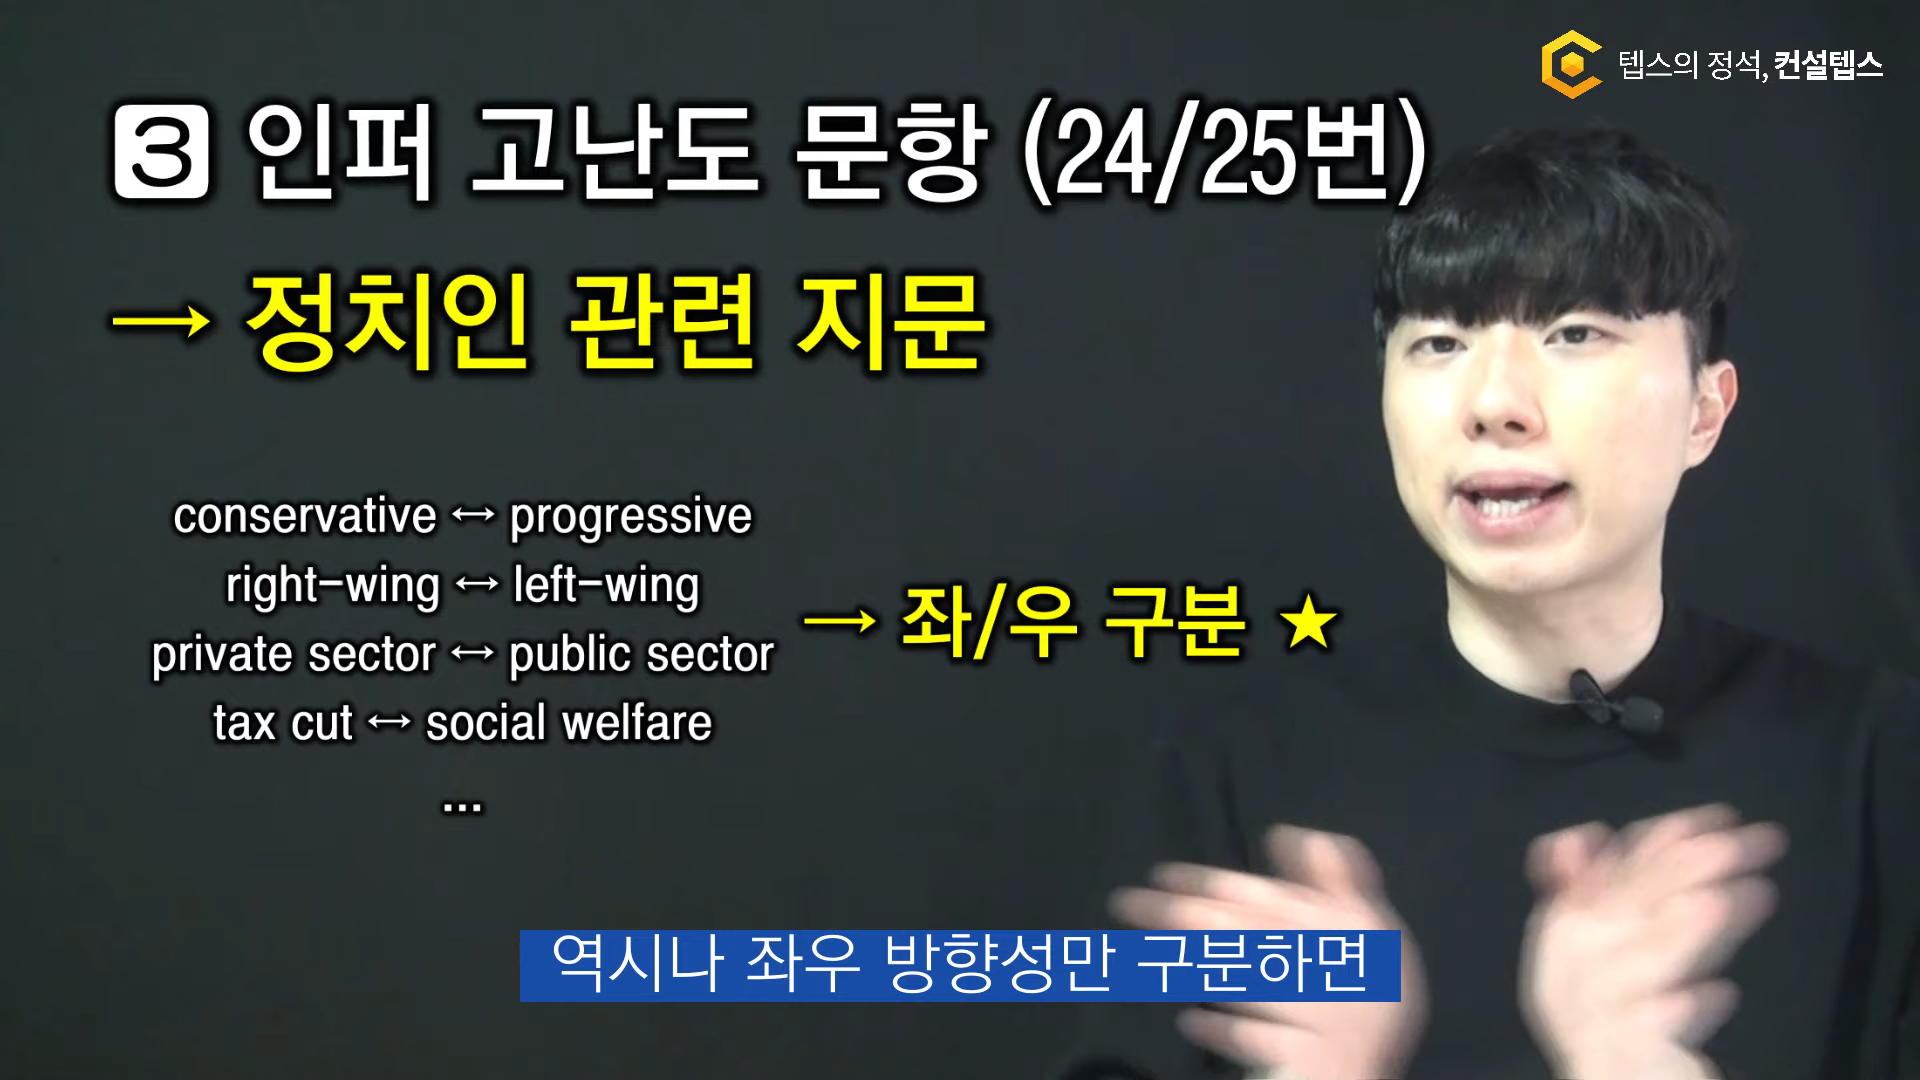 텝스의 정석, 컨설텝스
3 인퍼 고난도 문항 (24/25번)
→ 정치인 관련 지문
conservative ↔ progressive
right-wing ↔ left-wing
private sector ↔ public sector
tax cut ↔ social welfare
...
→ 좌/우 구분 ★
역시나 좌우 방향성만 구분하면